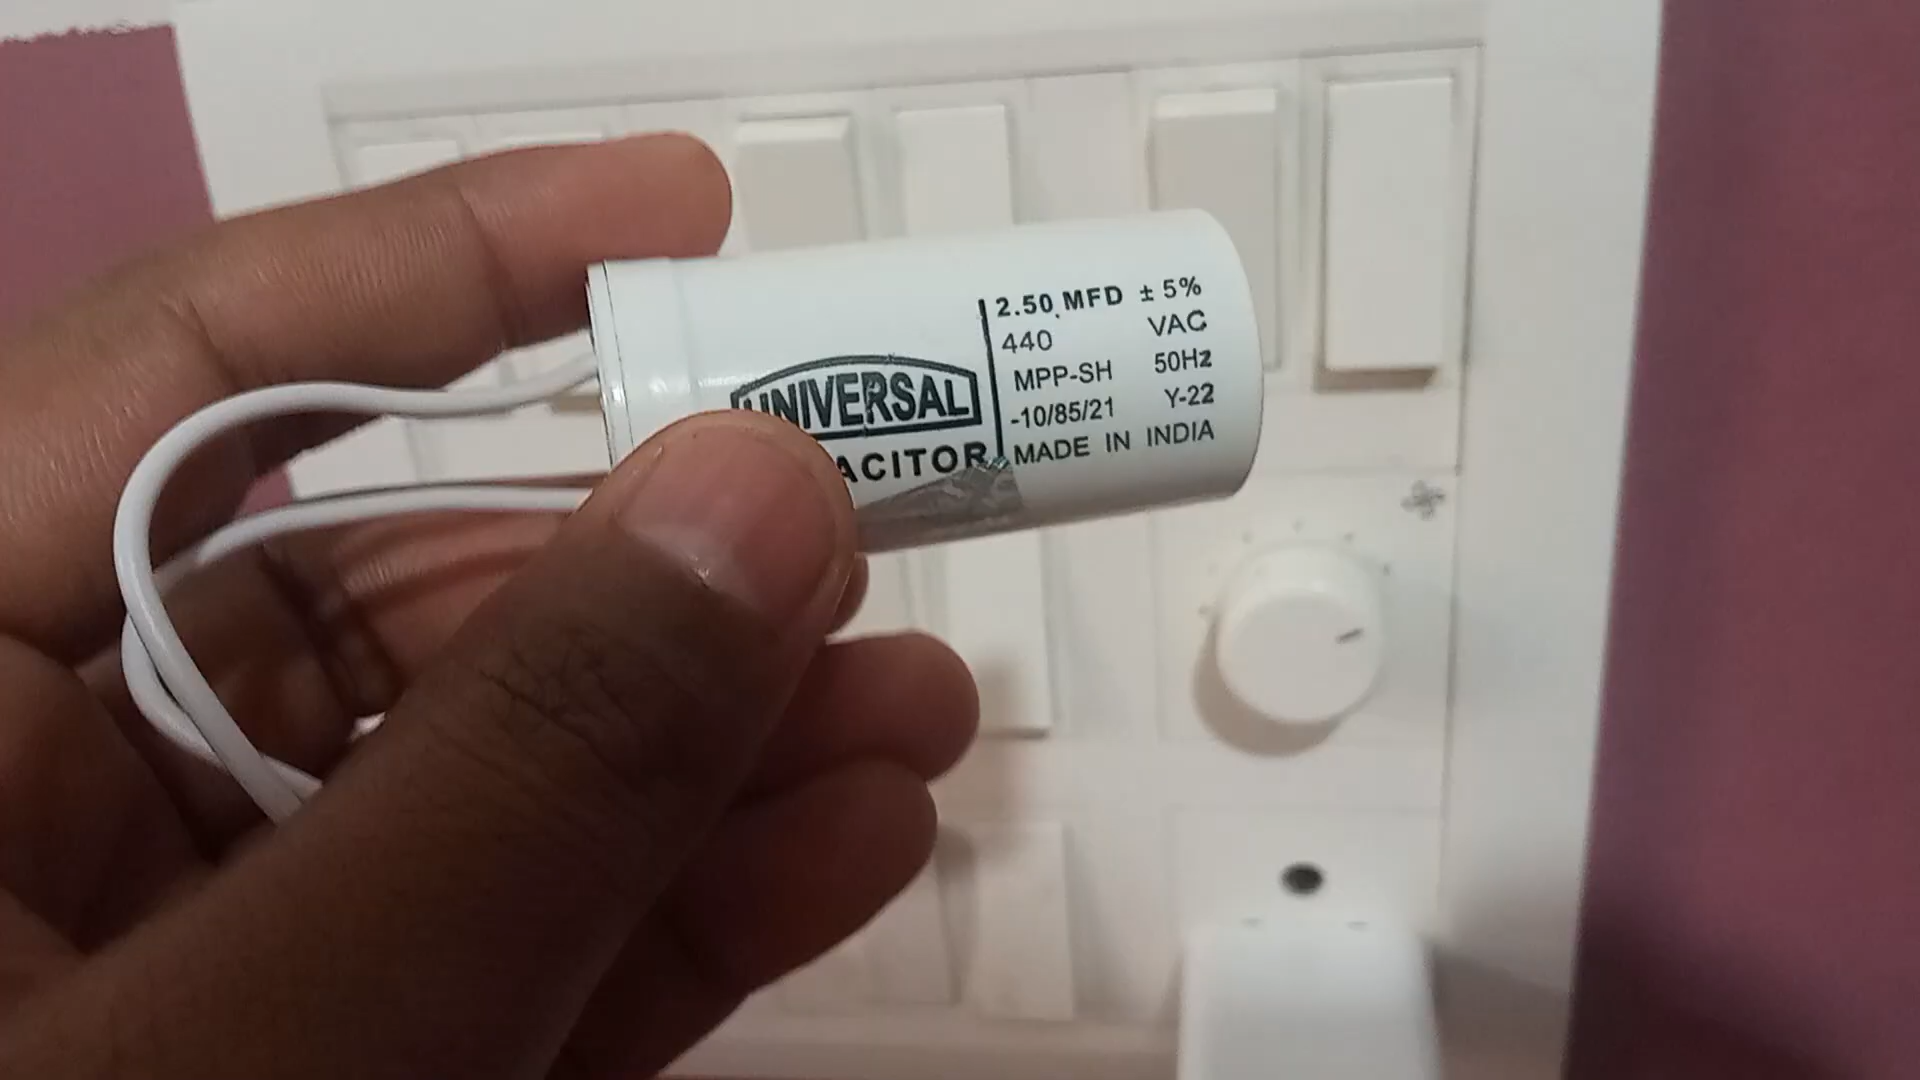 UNIVERSAL
ACITOR
2.50 MFD ± 5%
440 VAC
MPP-SH 50Hz
-10/85/21 Y-22
MADE IN INDIA